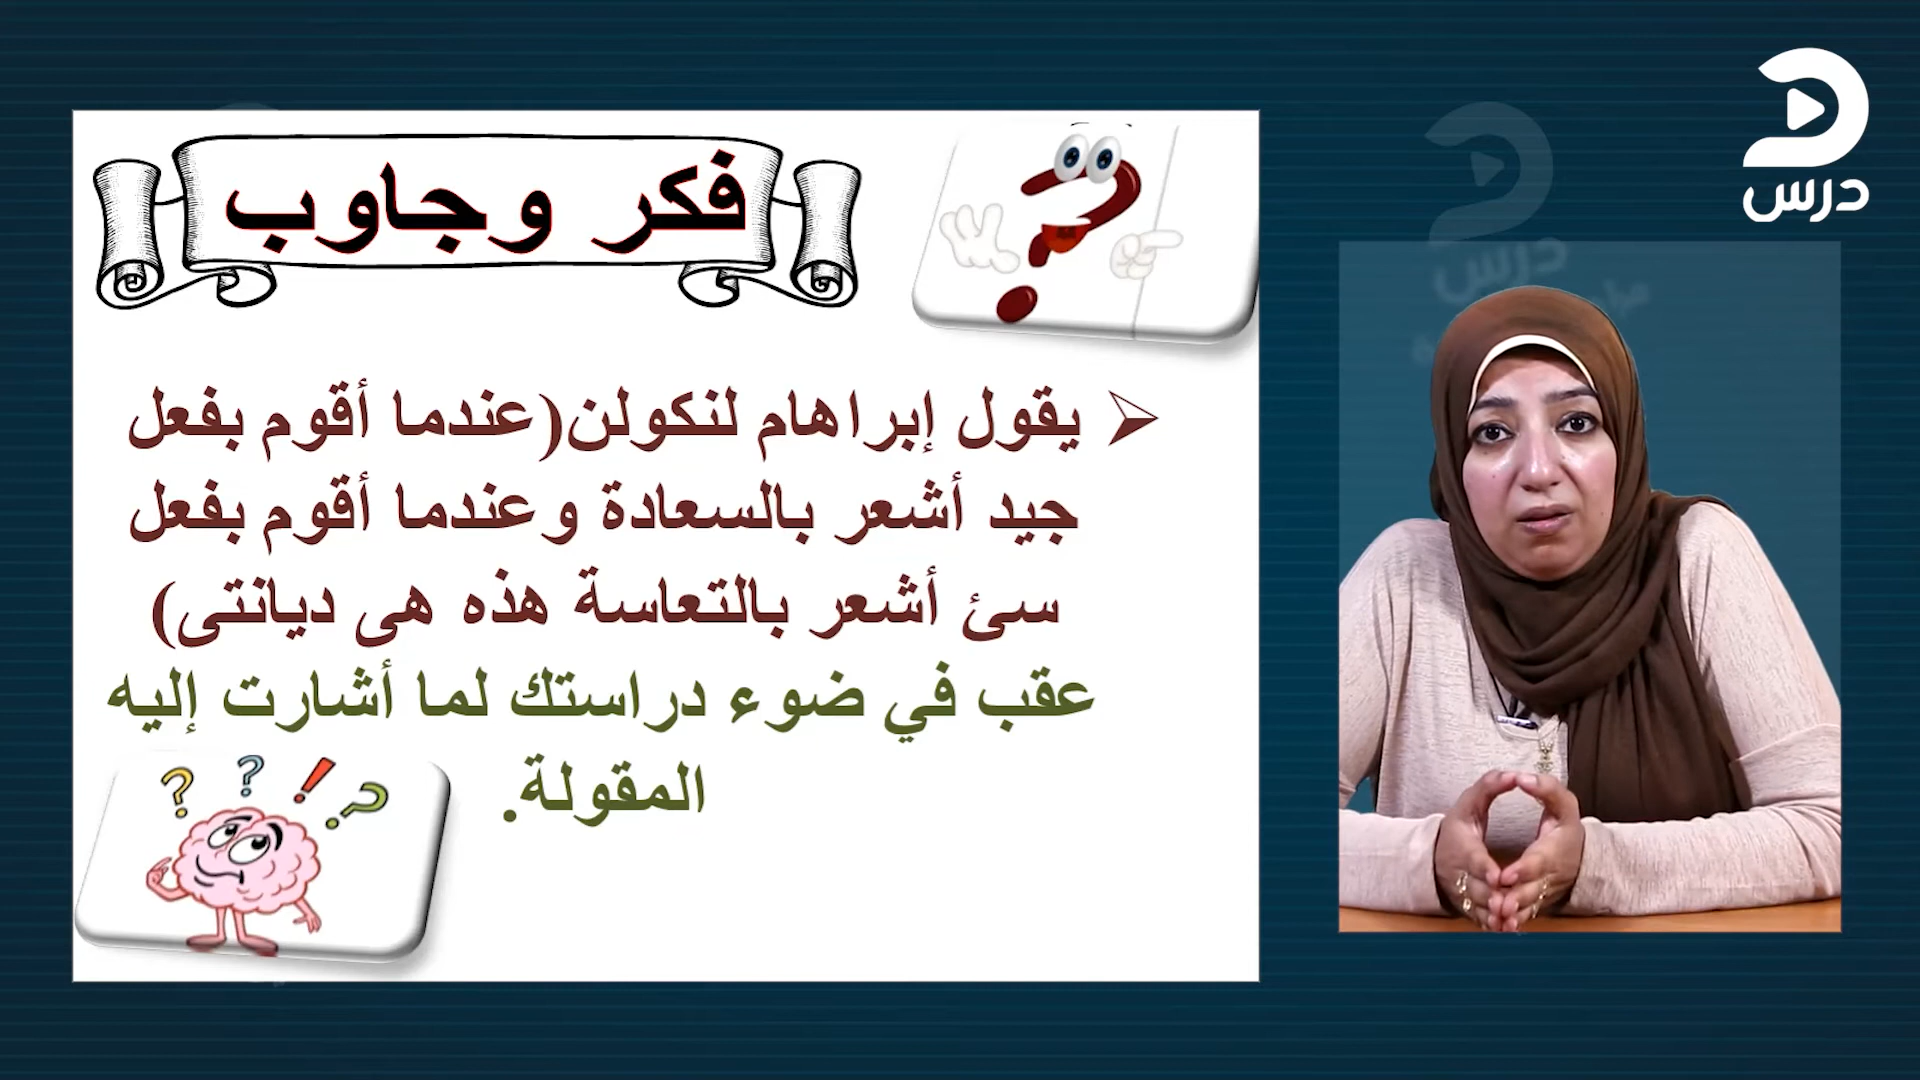 درس
فكر وجاوب
يقول إبراهام لنكولن(عندما أقوم بفعل
جيد أشعر بالسعادة وعندما أقوم بفعل
سئ أشعر بالتعاسة هذه هى ديانتى)
عقب في ضوء دراستك لما أشارت إليه
المقولة.
درس